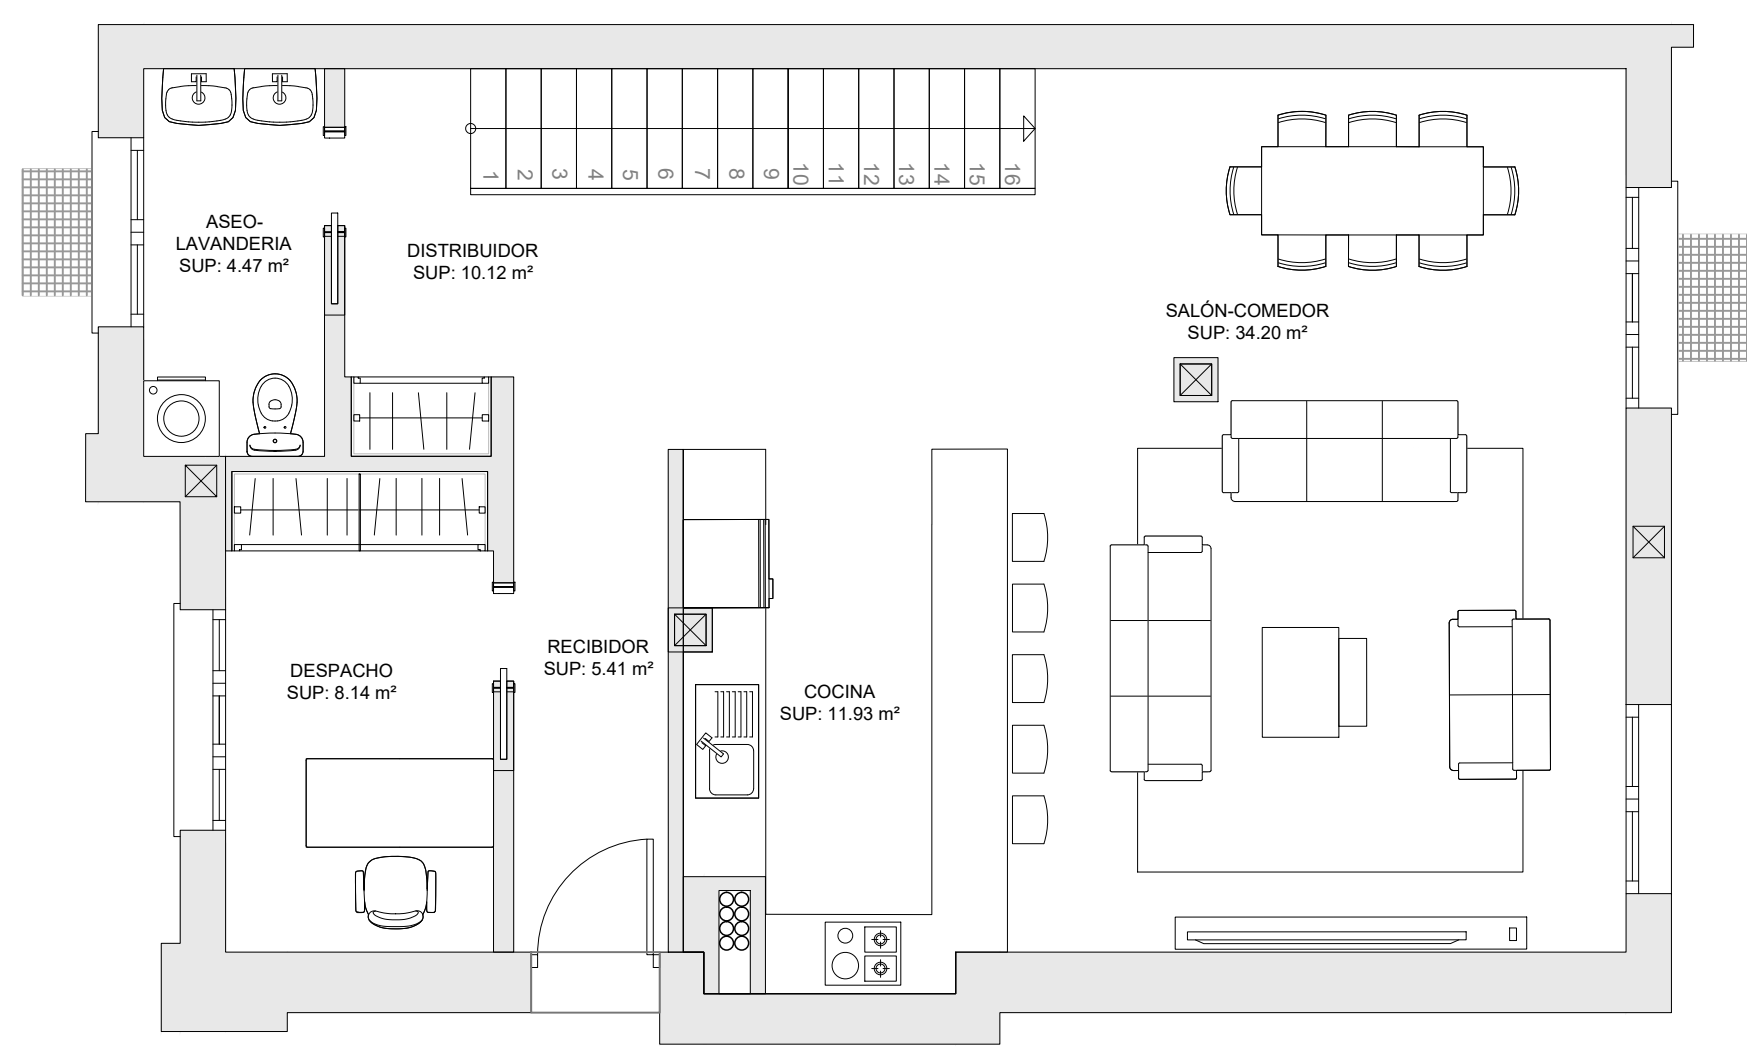 1 2 3 4 5 6 7 8 9 10 11 12 13 14 15 16
ASEO-
LAVANDERIA
SUP: 4.47 m²
DISTRIBUIDOR
SUP: 10.12 m²
SALÓN-COMEDOR
SUP: 34.20 m²
RECIBIDOR
SUP: 5.41 m²
DESPACHO
SUP: 8.14 m²
COCINA
SUP: 11.93 m²